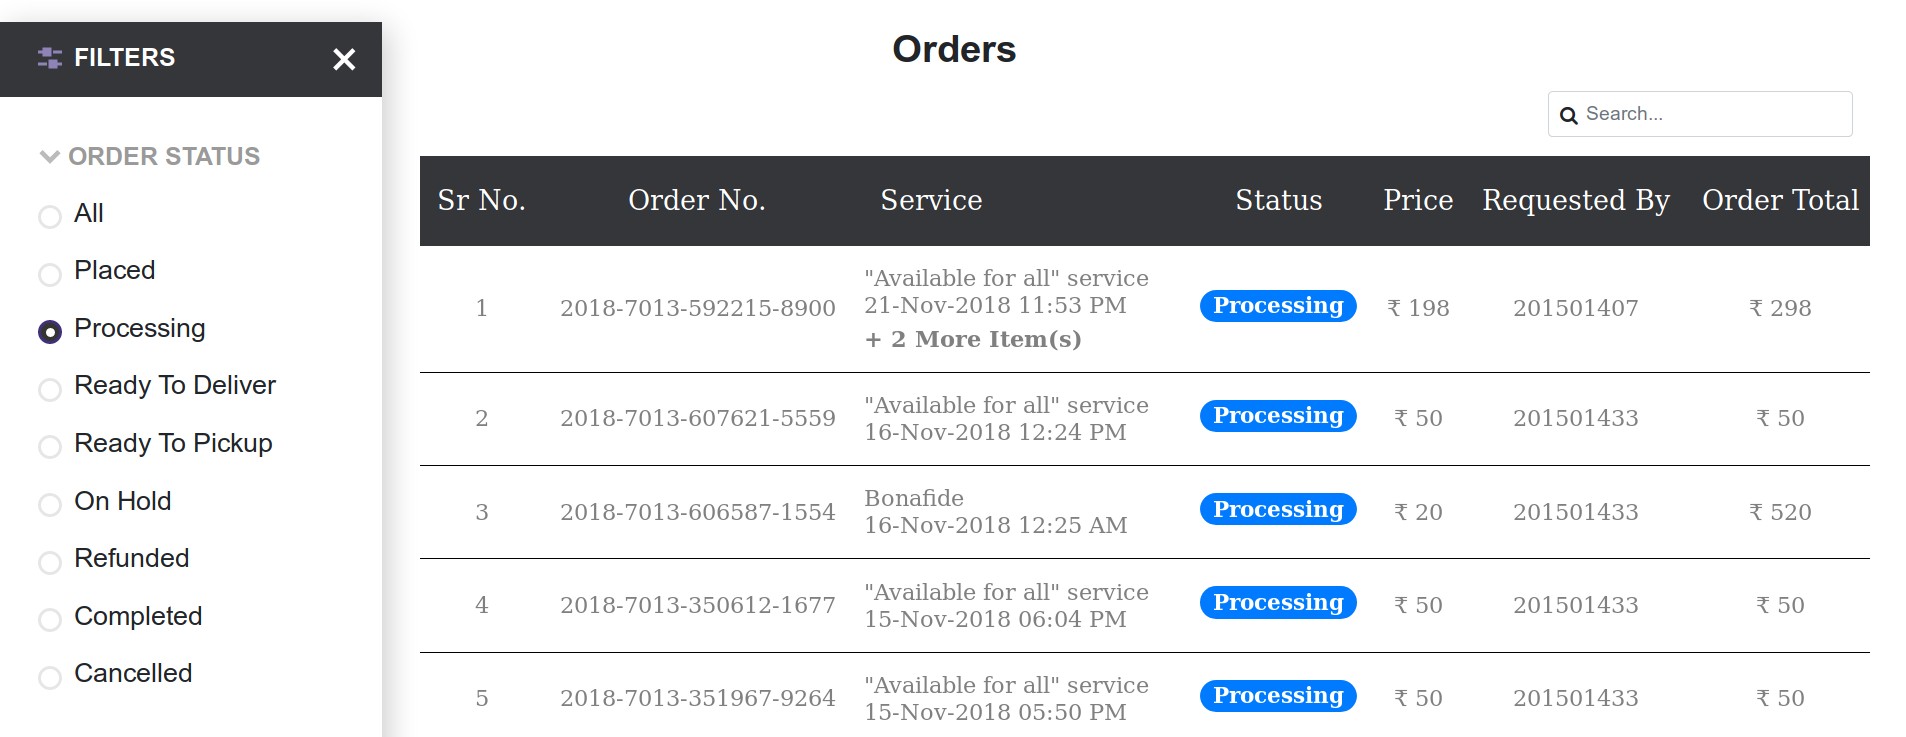 FILTERS
ORDER STATUS
All
Placed
Processing
Ready To Deliver
Ready To Pickup
On Hold
Refunded
Completed
Cancelled
Orders
Search...
Sr No. Order No. Service Status Price Requested By Order Total
1 2018-7013-592215-8900 "Available for all" service Processing ₹ 198 201501407 ₹ 298
21-Nov-2018 11:53 PM
+ 2 More Item(s)
2 2018-7013-607621-5559 "Available for all" service Processing ₹ 50 201501433 ₹ 50
16-Nov-2018 12:24 PM
3 2018-7013-606587-1554 Bonafide Processing ₹ 20 201501433 ₹ 520
16-Nov-2018 12:25 AM
4 2018-7013-350612-1677 "Available for all" service Processing ₹ 50 201501433 ₹ 50
15-Nov-2018 06:04 PM
5 2018-7013-351967-9264 "Available for all" service Processing ₹ 50 201501433 ₹ 50
15-Nov-2018 05:50 PM